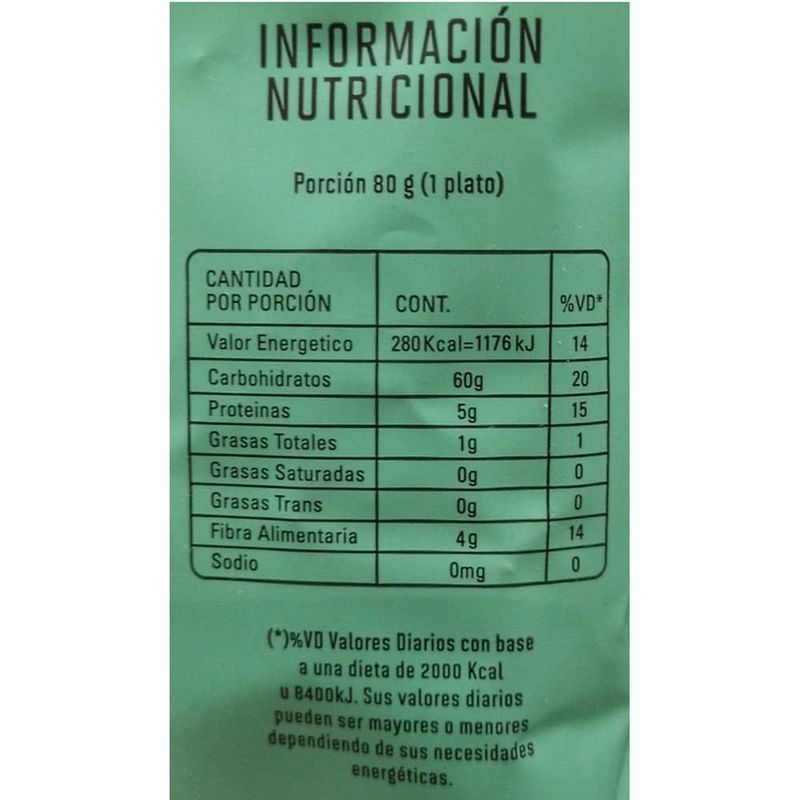 INFORMACIÓN
NUTRICIONAL
Porción 80 g (1 plato)
CANTIDAD
POR PORCIÓN CONT. %VD*
Valor Energetico 280Kcal=1176 kJ 14
Carbohidratos 60g 20
Proteinas 5g 15
Grasas Totales 1g 1
Grasas Saturadas 0g 0
Grasas Trans 0g 0
Fibra Alimentaria 4g 14
Sodio 0mg 0
(*)%VD Valores Diarios con base
a una dieta de 2000 Kcal
u 8400kJ. Sus valores diarios
pueden ser mayores o menores
dependiendo de sus necesidades
energéticas.